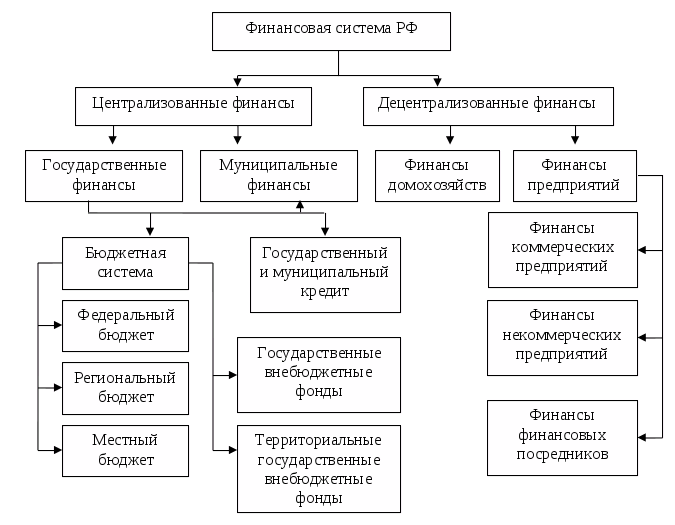 Финансовая система РФ
Централизованные финансы
Децентрализованные финансы
Государственные
финансы
Муниципальные
финансы
Финансы
домохозяйств
Финансы
предприятий
Бюджетная
система
Государственный
и муниципальный
кредит
Финансы
коммерческих
предприятий
Федеральный
бюджет
Финансы
некоммерческих
предприятий
Региональный
бюджет
Государственные
внебюджетные
фонды
Местный
бюджет
Территориальные
государственные
внебюджетные
фонды
Финансы
финансовых
посредников